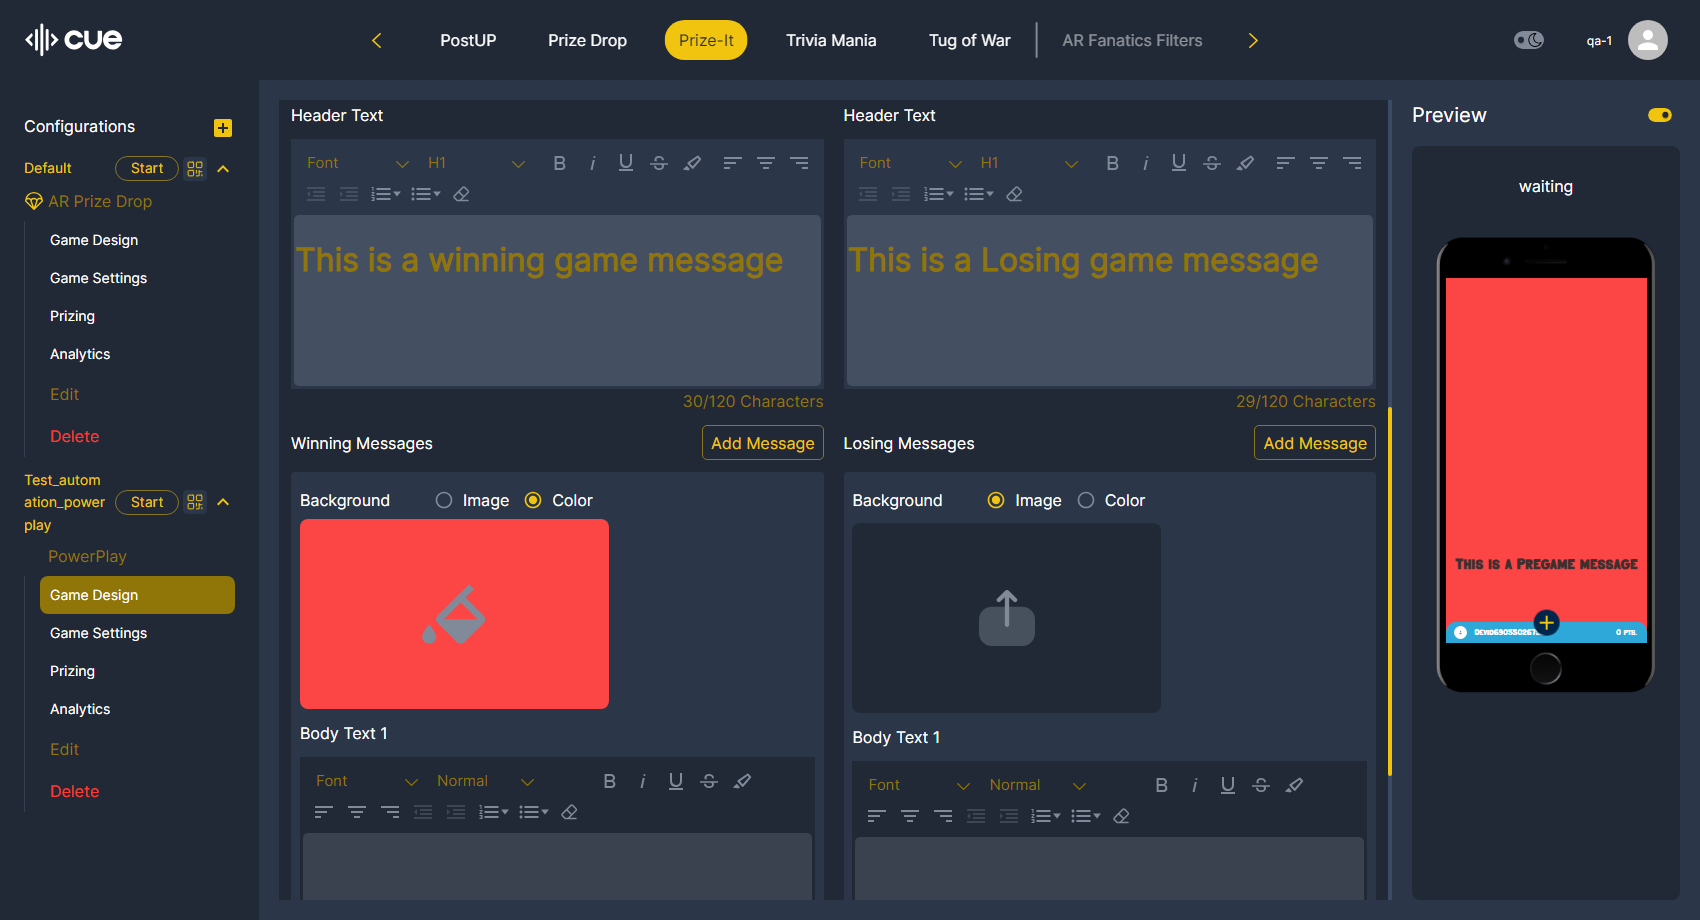 cue
PostUP
Prize Drop
Prize-It
Trivia Mania
Tug of War
AR Fanatics Filters
qa-1
Configurations
Default
Start
AR Prize Drop
Game Design
Game Settings
Prizing
Analytics
Edit
Delete
Test_autom
ation_power
play
Start
PowerPlay
Game Design
Game Settings
Prizing
Analytics
Edit
Delete
Header Text
Font
H1
This is a winning game message
30/120 Characters
Winning Messages
Add Message
Background
Image
Color
Body Text 1
Font
Normal
Header Text
Font
H1
This is a Losing game message
29/120 Characters
Losing Messages
Add Message
Background
Image
Color
Body Text 1
Font
Normal
Preview
waiting
This is a Pregame message
0 pts.